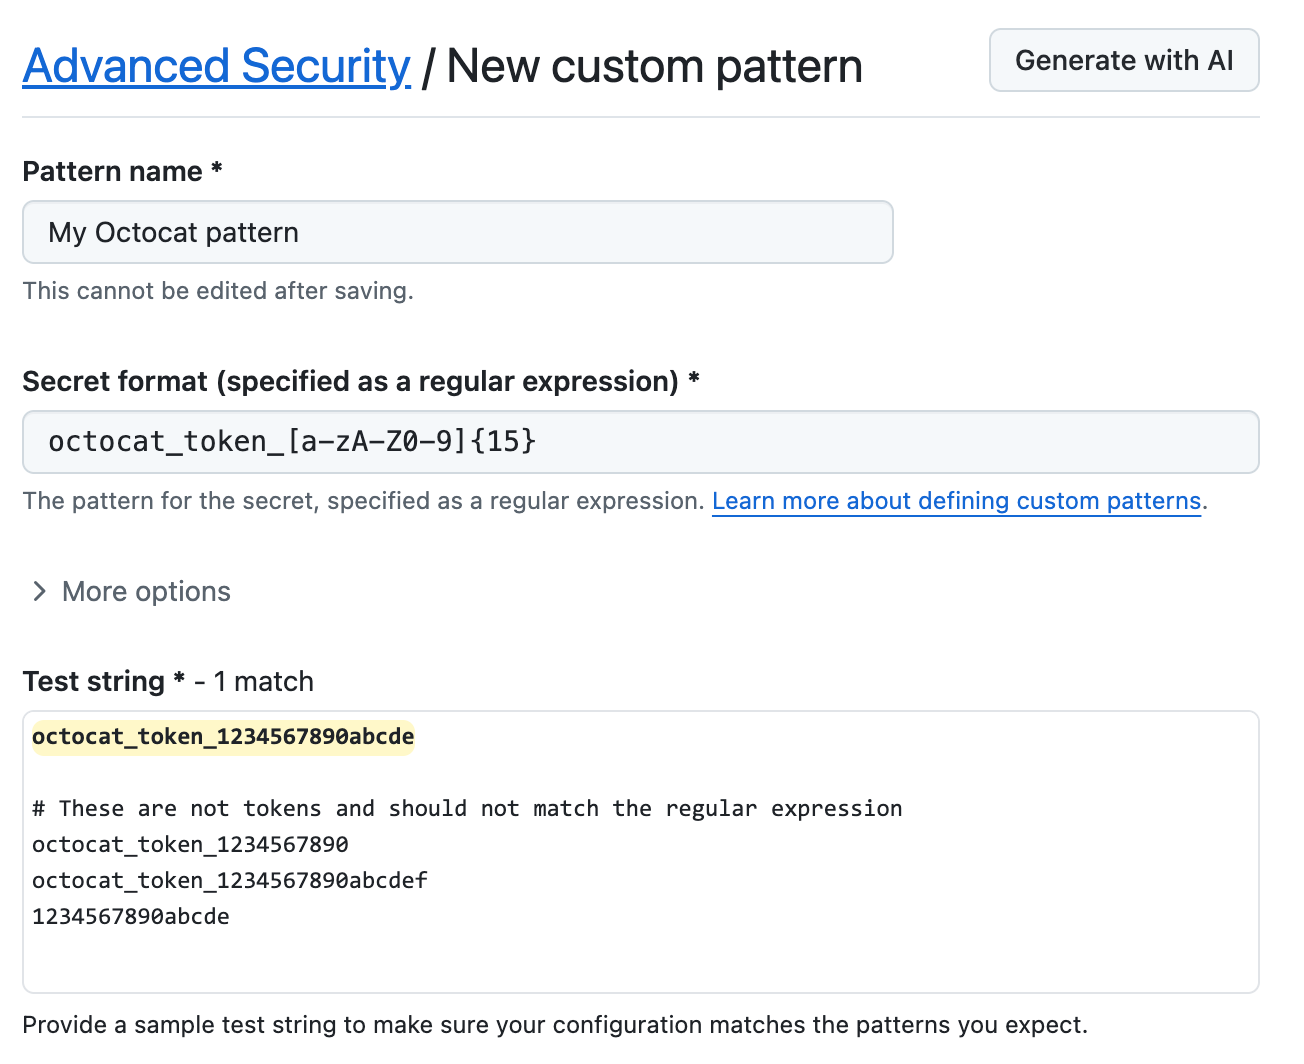 Advanced Security / New custom pattern
Generate with AI
Pattern name *
My Octocat pattern
This cannot be edited after saving.
Secret format (specified as a regular expression) *
octocat_token_[a-zA-Z0-9]{15}
The pattern for the secret, specified as a regular expression. Learn more about defining custom patterns.
More options
Test string * - 1 match
octocat_token_1234567890abcde
# These are not tokens and should not match the regular expression
octocat_token_1234567890
octocat_token_1234567890abcdef
1234567890abcde
Provide a sample test string to make sure your configuration matches the patterns you expect.